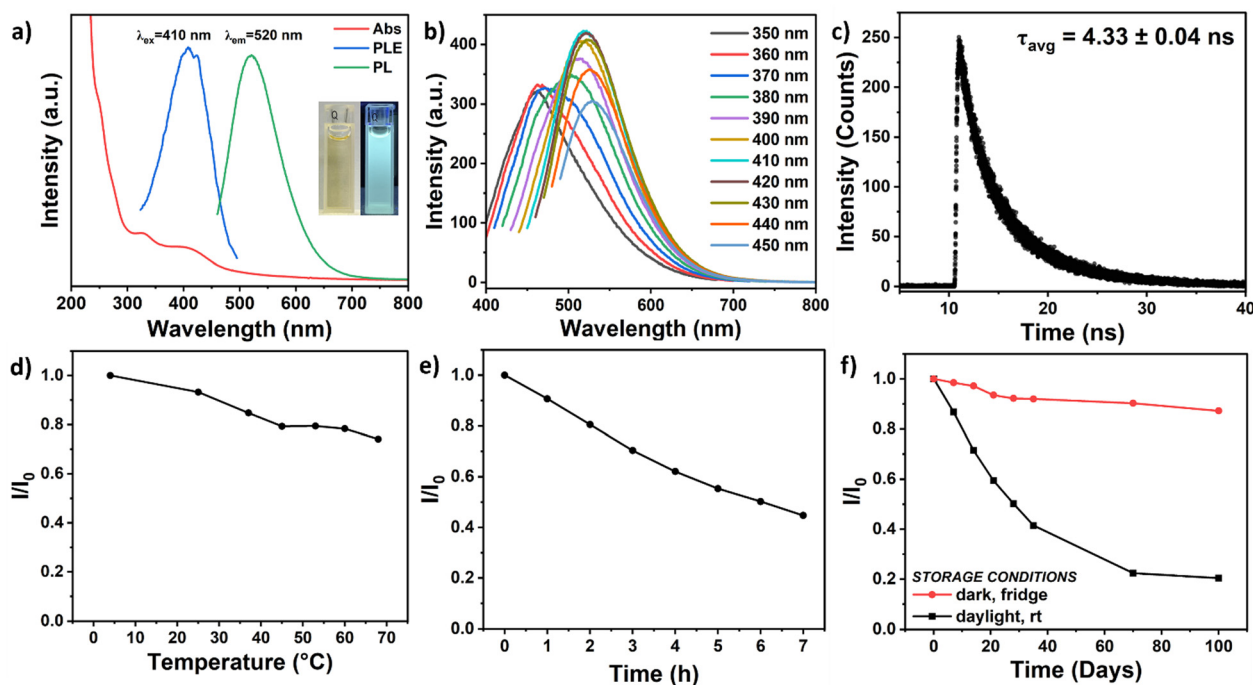 a)
λex=410 nm
λem=520 nm
Abs
PLE
PL
Intensity (a.u.)
200 300 400 500 600 700 800
Wavelength (nm)
b)
400
300
200
100
0
Intensity (a.u.)
350 nm
360 nm
370 nm
380 nm
390 nm
400 nm
410 nm
420 nm
430 nm
440 nm
450 nm
400 500 600 700 800
Wavelength (nm)
c)
τavg = 4.33 ± 0.04 ns
250
200
150
100
50
0
Intensity (Counts)
10 20 30 40
Time (ns)
d)
1.0
0.8
0.6
0.4
0.2
0.0
I/I0
0 10 20 30 40 50 60 70
Temperature (°C)
e)
1.0
0.8
0.6
0.4
0.2
0.0
I/I0
0 1 2 3 4 5 6 7
Time (h)
f)
1.0
0.8
0.6
0.4
0.2
0.0
I/I0
STORAGE CONDITIONS
dark, fridge
daylight, rt
0 20 40 60 80 100
Time (Days)